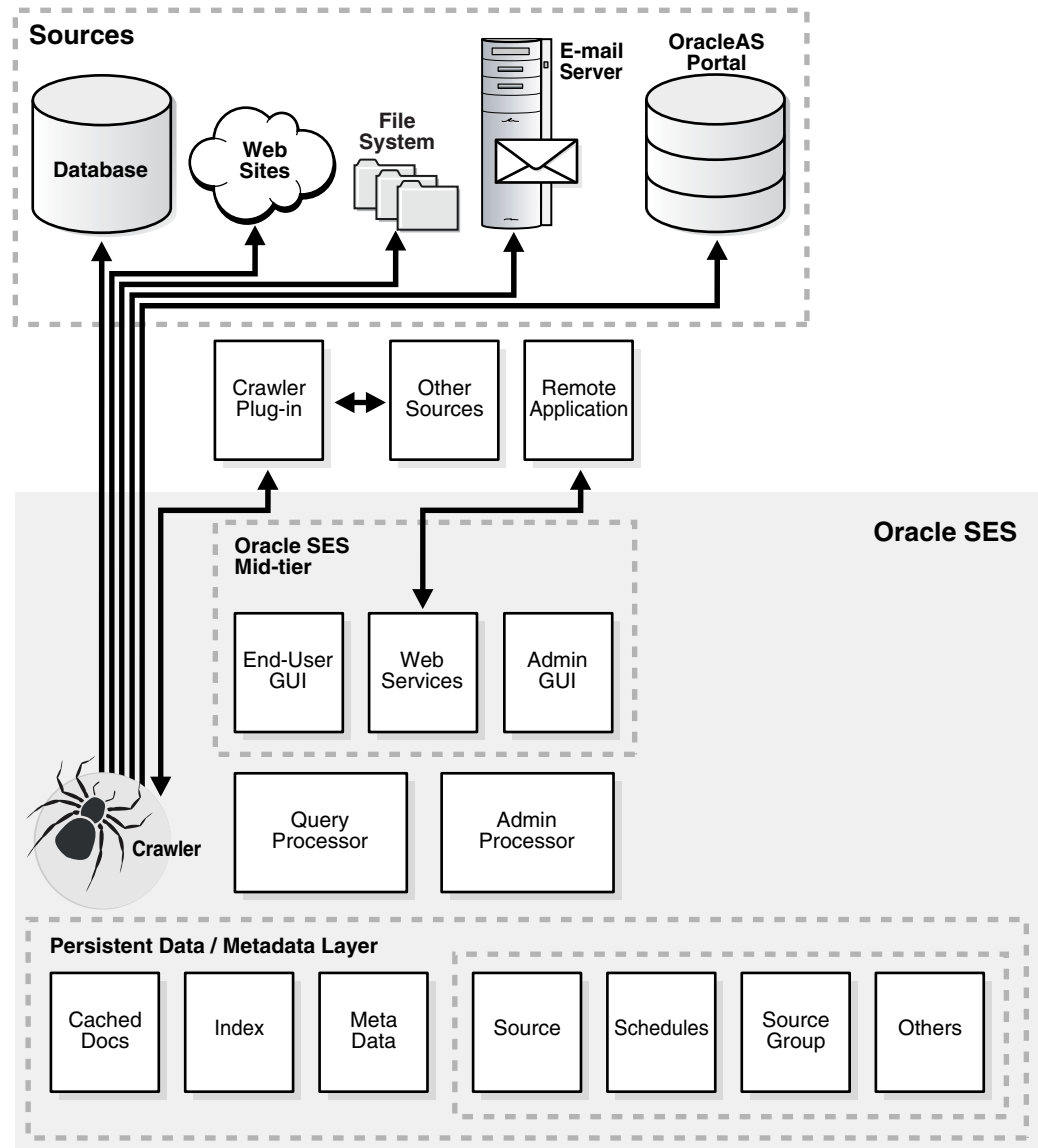 Sources
Database
Web
Sites
File
System
E-mail
Server
OracleAS
Portal
Crawler
Plug-in
Other
Sources
Remote
Application
Oracle SES
Oracle SES
Mid-tier
End-User
GUI
Web
Services
Admin
GUI
Crawler
Query
Processor
Admin
Processor
Persistent Data / Metadata Layer
Cached
Docs
Index
Meta
Data
Source
Schedules
Source
Group
Others